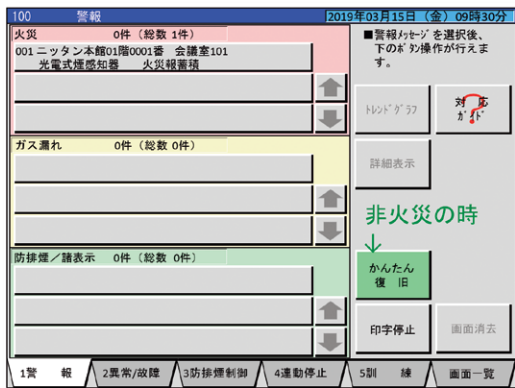 100 警報 2019年03月15日（金）09時30分
火災 0件（総数 1件）
001 ニッタン本館01階0001番 会議室101
光電式煙感知器 火災報蓄積
ガス漏れ 0件（総数 0件）
防排煙／諸表示 0件（総数 0件）
■警報ﾒｯｾｰｼﾞを選択後、
下のﾎﾞﾀﾝ操作が行えま
す。
ﾄﾚﾝﾄﾞｸﾞﾗﾌ
対応
ｶﾞｲﾄﾞ
?
詳細表示
非火災の時
↓
かんたん
復 旧
印字停止
画面消去
1警 報
2異常/故障
3防排煙制御
4連動停止
5訓 練
画面一覧